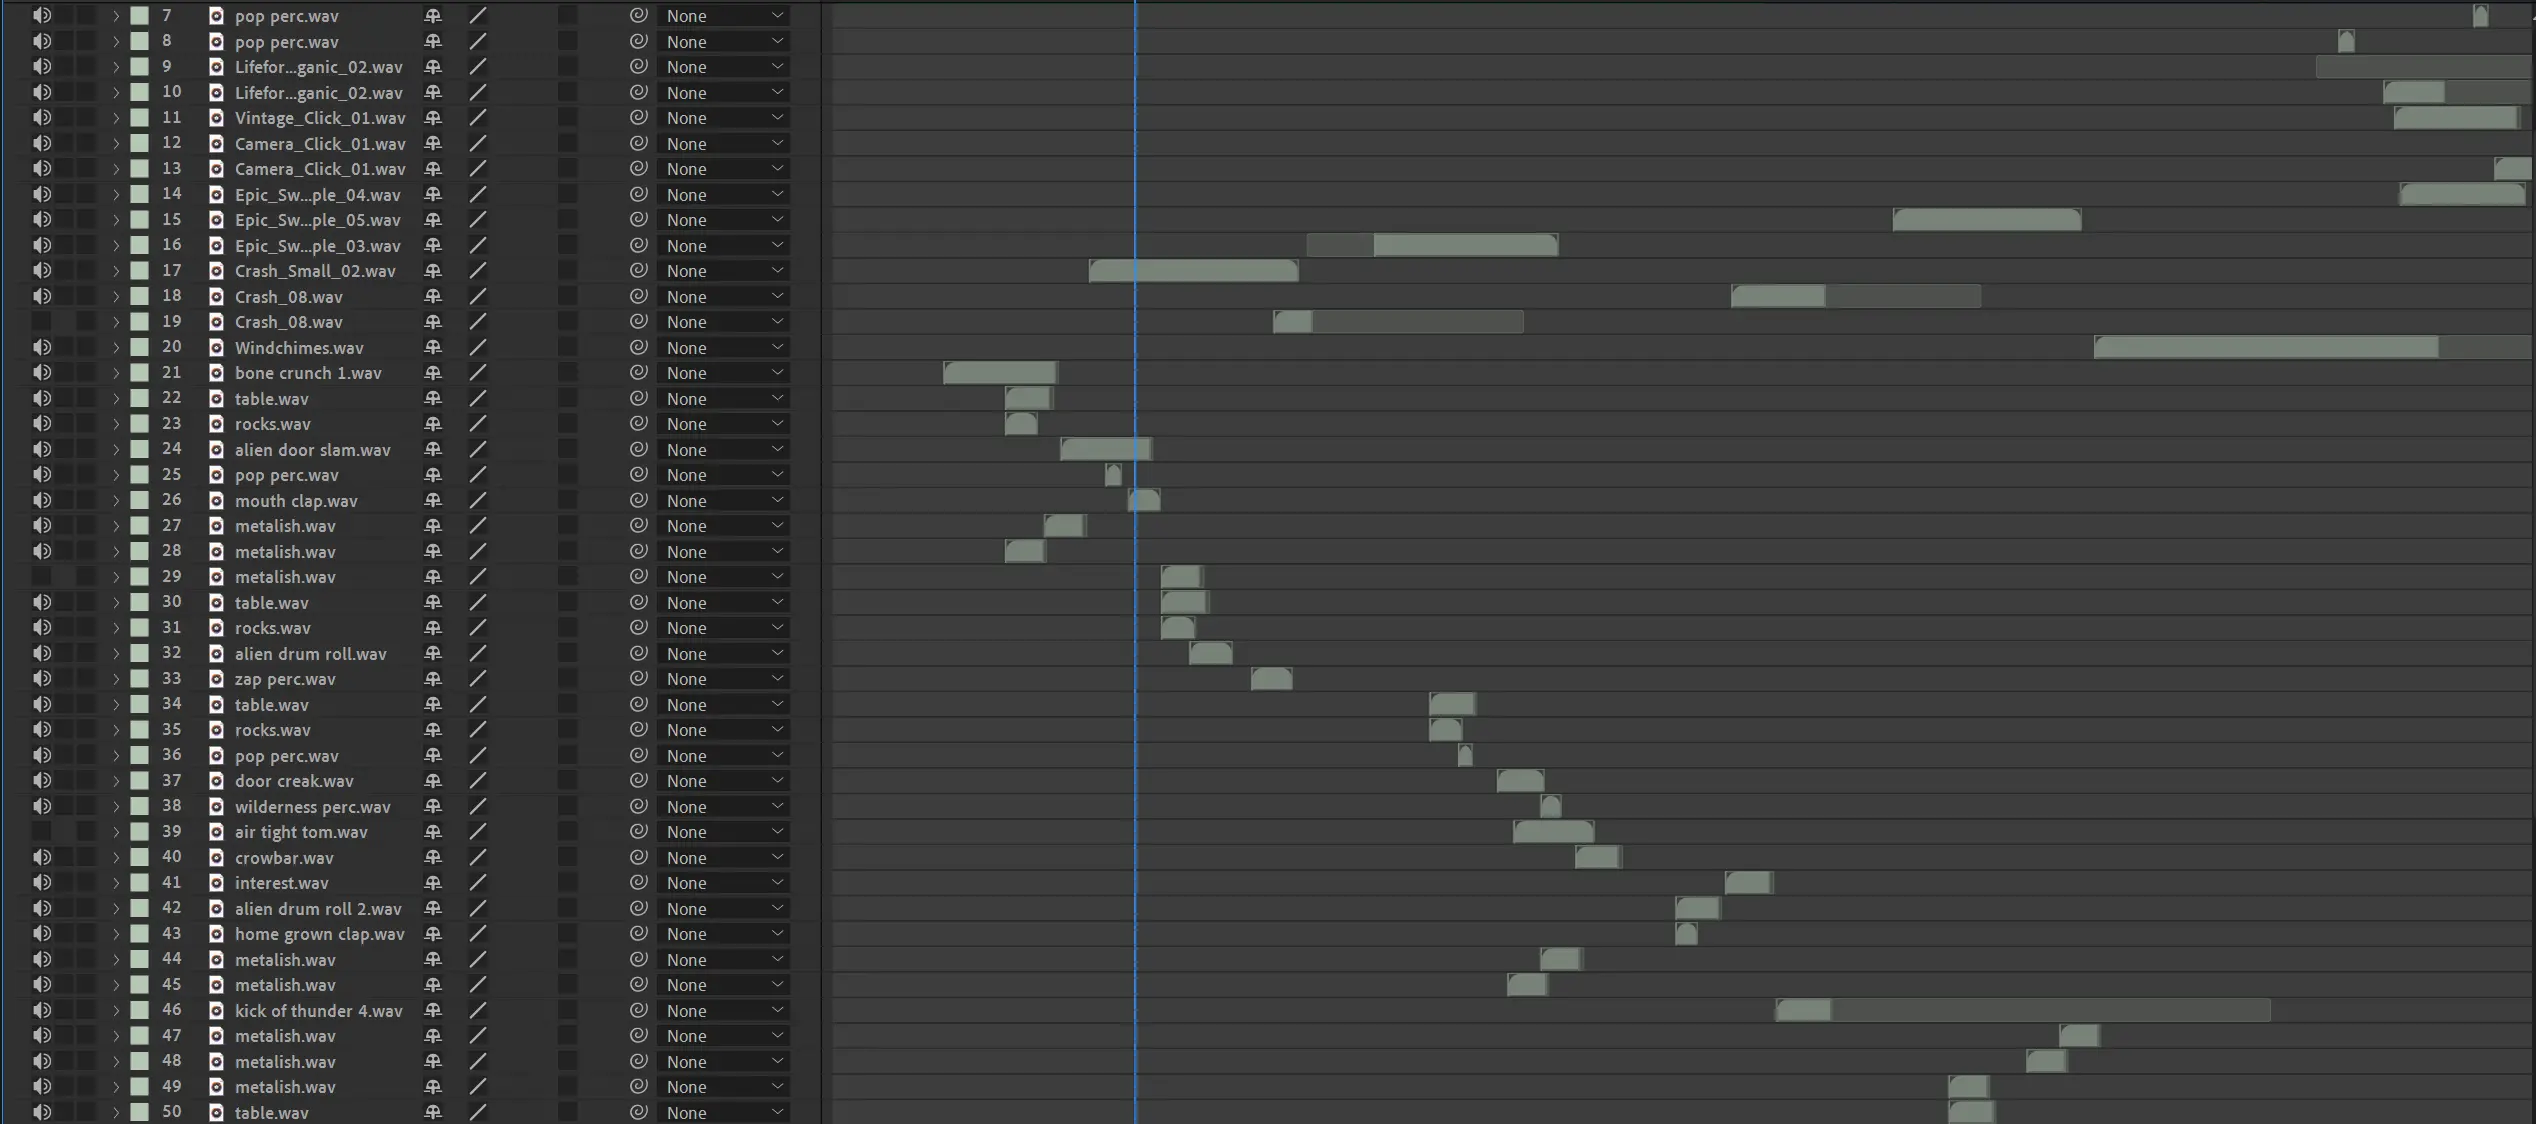 7 pop perc.wav None
8 pop perc.wav None
9 Lifefor...ganic_02.wav None
10 Lifefor...ganic_02.wav None
11 Vintage_Click_01.wav None
12 Camera_Click_01.wav None
13 Camera_Click_01.wav None
14 Epic_Sw...ple_04.wav None
15 Epic_Sw...ple_05.wav None
16 Epic_Sw...ple_03.wav None
17 Crash_Small_02.wav None
18 Crash_08.wav None
19 Crash_08.wav None
20 Windchimes.wav None
21 bone crunch 1.wav None
22 table.wav None
23 rocks.wav None
24 alien door slam.wav None
25 pop perc.wav None
26 mouth clap.wav None
27 metalish.wav None
28 metalish.wav None
29 metalish.wav None
30 table.wav None
31 rocks.wav None
32 alien drum roll.wav None
33 zap perc.wav None
34 table.wav None
35 rocks.wav None
36 pop perc.wav None
37 door creak.wav None
38 wilderness perc.wav None
39 air tight tom.wav None
40 crowbar.wav None
41 interest.wav None
42 alien drum roll 2.wav None
43 home grown clap.wav None
44 metalish.wav None
45 metalish.wav None
46 kick of thunder 4.wav None
47 metalish.wav None
48 metalish.wav None
49 metalish.wav None
50 table.wav None